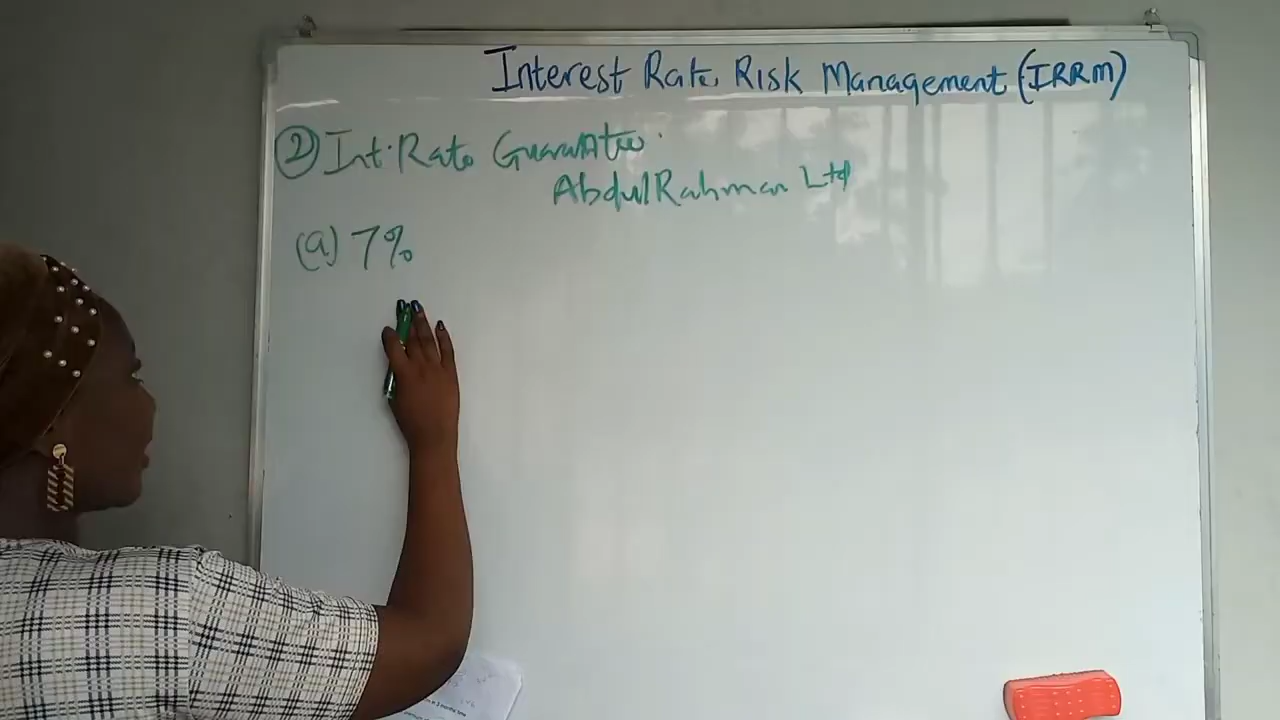 Interest Rate Risk Management (IRRM)
② Int. Rate Guarantee.
AbdulRahman Ltd
(a) 7%